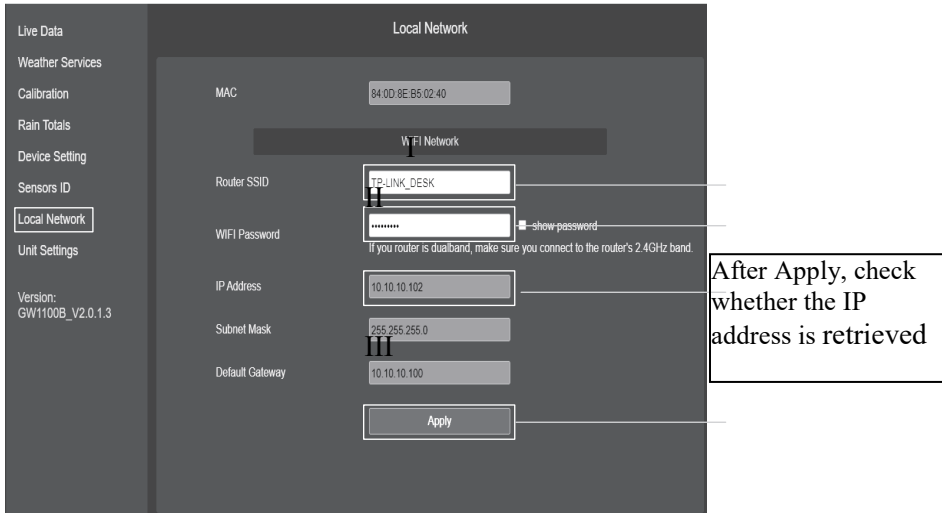 Live Data
Weather Services
Calibration
Rain Totals
Device Setting
Sensors ID
Local Network
Unit Settings
Version:
GW1100B_V2.0.1.3
Local Network
MAC
84:0D:8E:B5:02:40
WIFI Network
I
Router SSID
TP-LINK_DESK
II
WIFI Password
•••••••••
show password
If you router is dualband, make sure you connect to the router's 2.4GHz band.
IP Address
10.10.10.102
Subnet Mask
255.255.255.0
III
Default Gateway
10.10.10.100
Apply
After Apply, check
whether the IP
address is retrieved